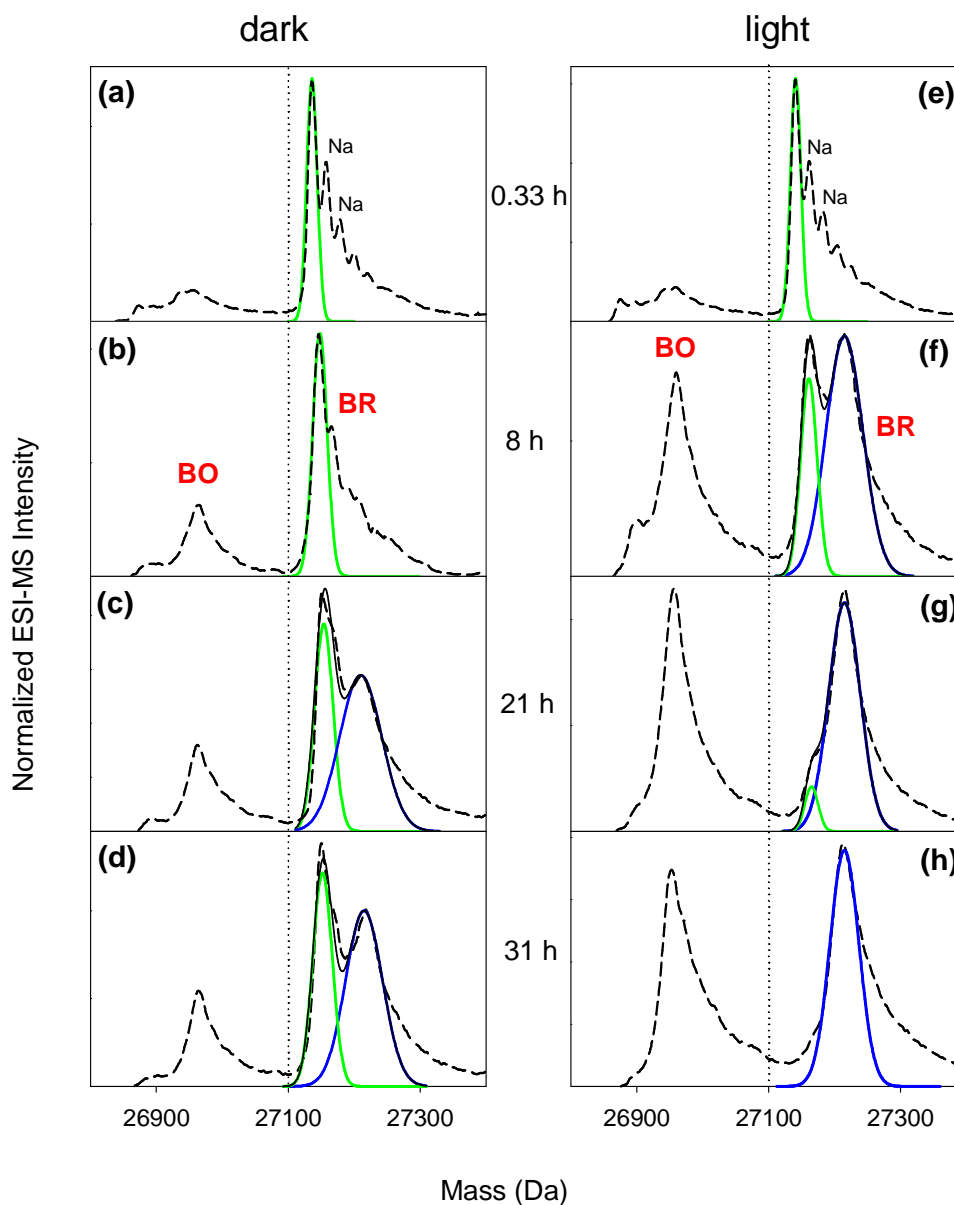 dark
light
(a)
Na
Na
0.33 h
(e)
Na
Na
(b)
BO
BR
8 h
(f)
BO
BR
(c)
21 h
(g)
(d)
31 h
(h)
Normalized ESI-MS Intensity
26900
27100
27300
26900
27100
27300
Mass (Da)